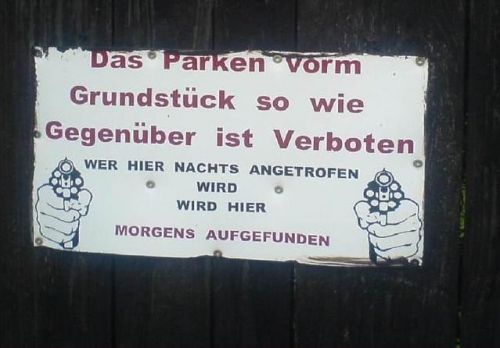 Das Parken vorm
Grundstück so wie
Gegenüber ist Verboten
WER HIER NACHTS ANGETROFEN
WIRD
WIRD HIER
MORGENS AUFGEFUNDEN